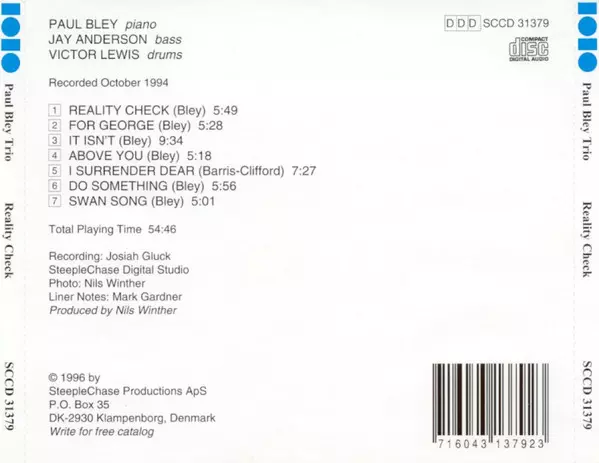 PAUL BLEY piano
JAY ANDERSON bass
VICTOR LEWIS drums
DDD SCCD 31379
COMPACT
disc
DIGITAL AUDIO
Recorded October 1994
1 REALITY CHECK (Bley) 5:49
2 FOR GEORGE (Bley) 5:28
3 IT ISN'T (Bley) 9:34
4 ABOVE YOU (Bley) 5:18
5 I SURRENDER DEAR (Barris-Clifford) 7:27
6 DO SOMETHING (Bley) 5:56
7 SWAN SONG (Bley) 5:01
Total Playing Time 54:46
Recording: Josiah Gluck
SteepleChase Digital Studio
Photo: Nils Winther
Liner Notes: Mark Gardner
Produced by Nils Winther
© 1996 by
SteepleChase Productions ApS
P.O. Box 35
DK-2930 Klampenborg, Denmark
Write for free catalog
716043 137923
Paul Bley Trio Reality Check SCCD 31379
Paul Bley Trio Reality Check SCCD 31379